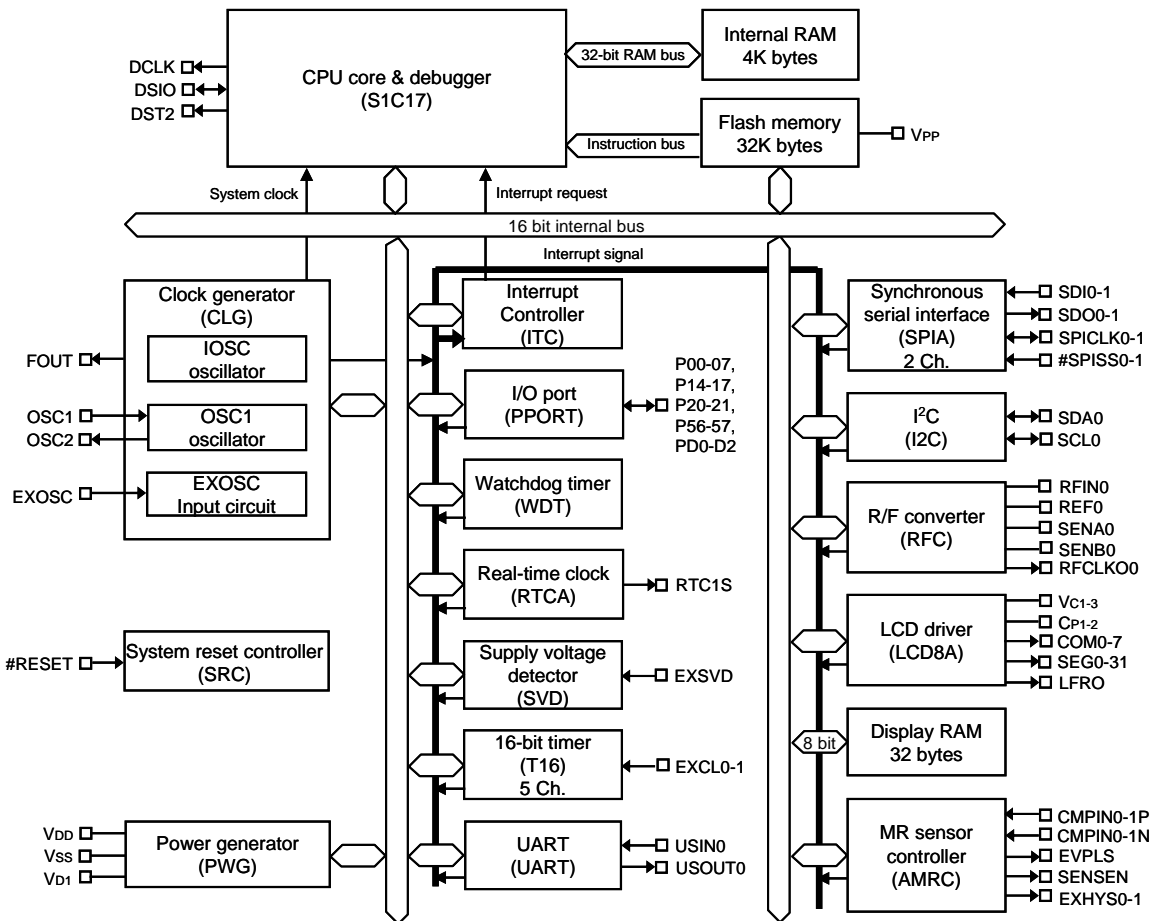 CPU core & debugger
(S1C17)
DCLK
DSIO
DST2
32-bit RAM bus
Internal RAM
4K bytes
Instruction bus
Flash memory
32K bytes
VPP
System clock
Interrupt request
16 bit internal bus
Interrupt signal
Clock generator
(CLG)
IOSC
oscillator
OSC1
oscillator
EXOSC
Input circuit
FOUT
OSC1
OSC2
EXOSC
#RESET
System reset controller
(SRC)
VDD
VSS
VD1
Power generator
(PWG)
Interrupt
Controller
(ITC)
I/O port
(PPORT)
P00-07,
P14-17,
P20-21,
P56-57,
PD0-D2
Watchdog timer
(WDT)
Real-time clock
(RTCA)
RTC1S
Supply voltage
detector
(SVD)
EXSVD
16-bit timer
(T16)
5 Ch.
EXCL0-1
UART
(UART)
USIN0
USOUT0
Synchronous
serial interface
(SPIA)
2 Ch.
SDI0-1
SDO0-1
SPICLK0-1
#SPISS0-1
I2C
(I2C)
SDA0
SCL0
R/F converter
(RFC)
RFIN0
REF0
SENA0
SENB0
RFCLKO0
LCD driver
(LCD8A)
VC1-3
CP1-2
COM0-7
SEG0-31
LFRO
8 bit
Display RAM
32 bytes
MR sensor
controller
(AMRC)
CMPIN0-1P
CMPIN0-1N
EVPLS
SENSEN
EXHYS0-1